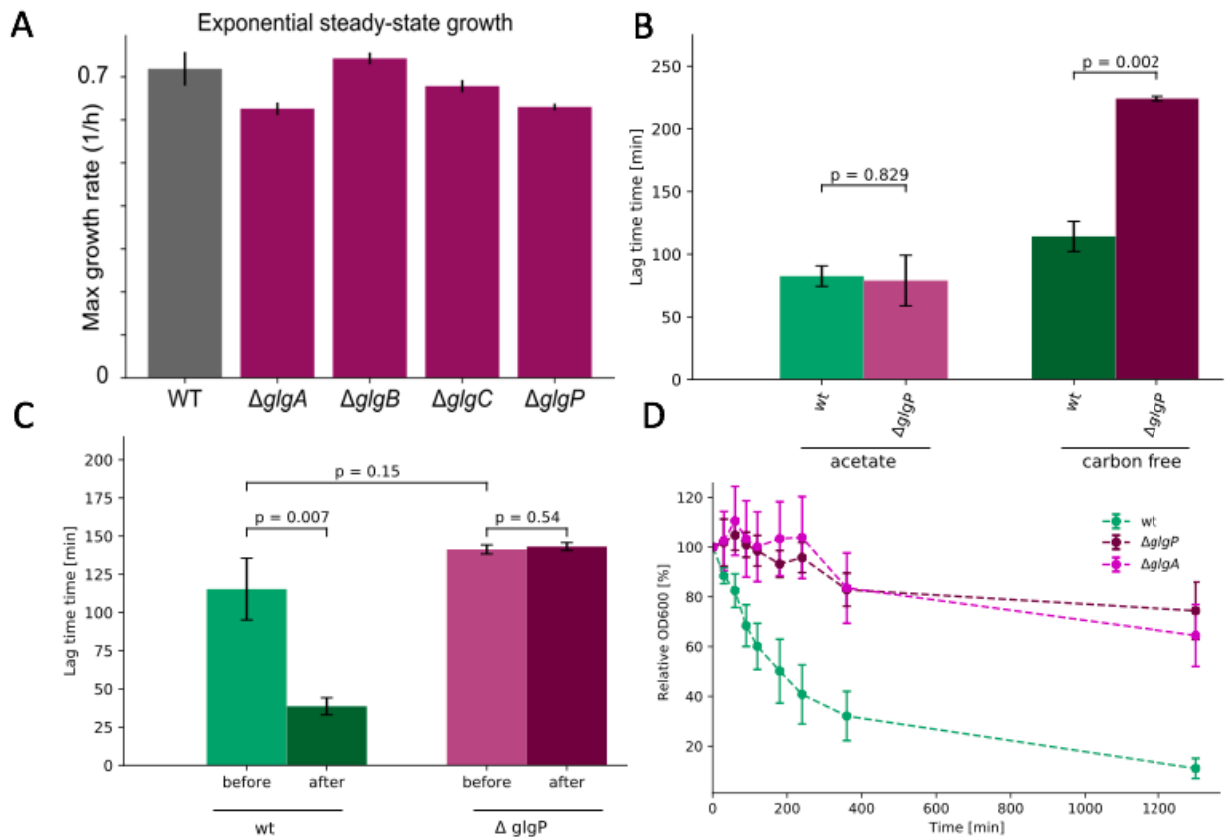 A
Exponential steady-state growth
Max growth rate (1/h)
0.7
0
WT
ΔglgA
ΔglgB
ΔglgC
ΔglgP
B
Lag time time [min]
250
200
150
100
50
0
p = 0.829
p = 0.002
wt
ΔglgP
wt
ΔglgP
acetate
carbon free
C
Lag time time [min]
200
175
150
125
100
75
50
25
0
p = 0.15
p = 0.007
p = 0.54
before
after
before
after
wt
Δ glgP
D
Relative OD600 [%]
120
100
80
60
40
20
0
wt
ΔglgP
ΔglgA
0
200
400
600
800
1000
1200
Time [min]